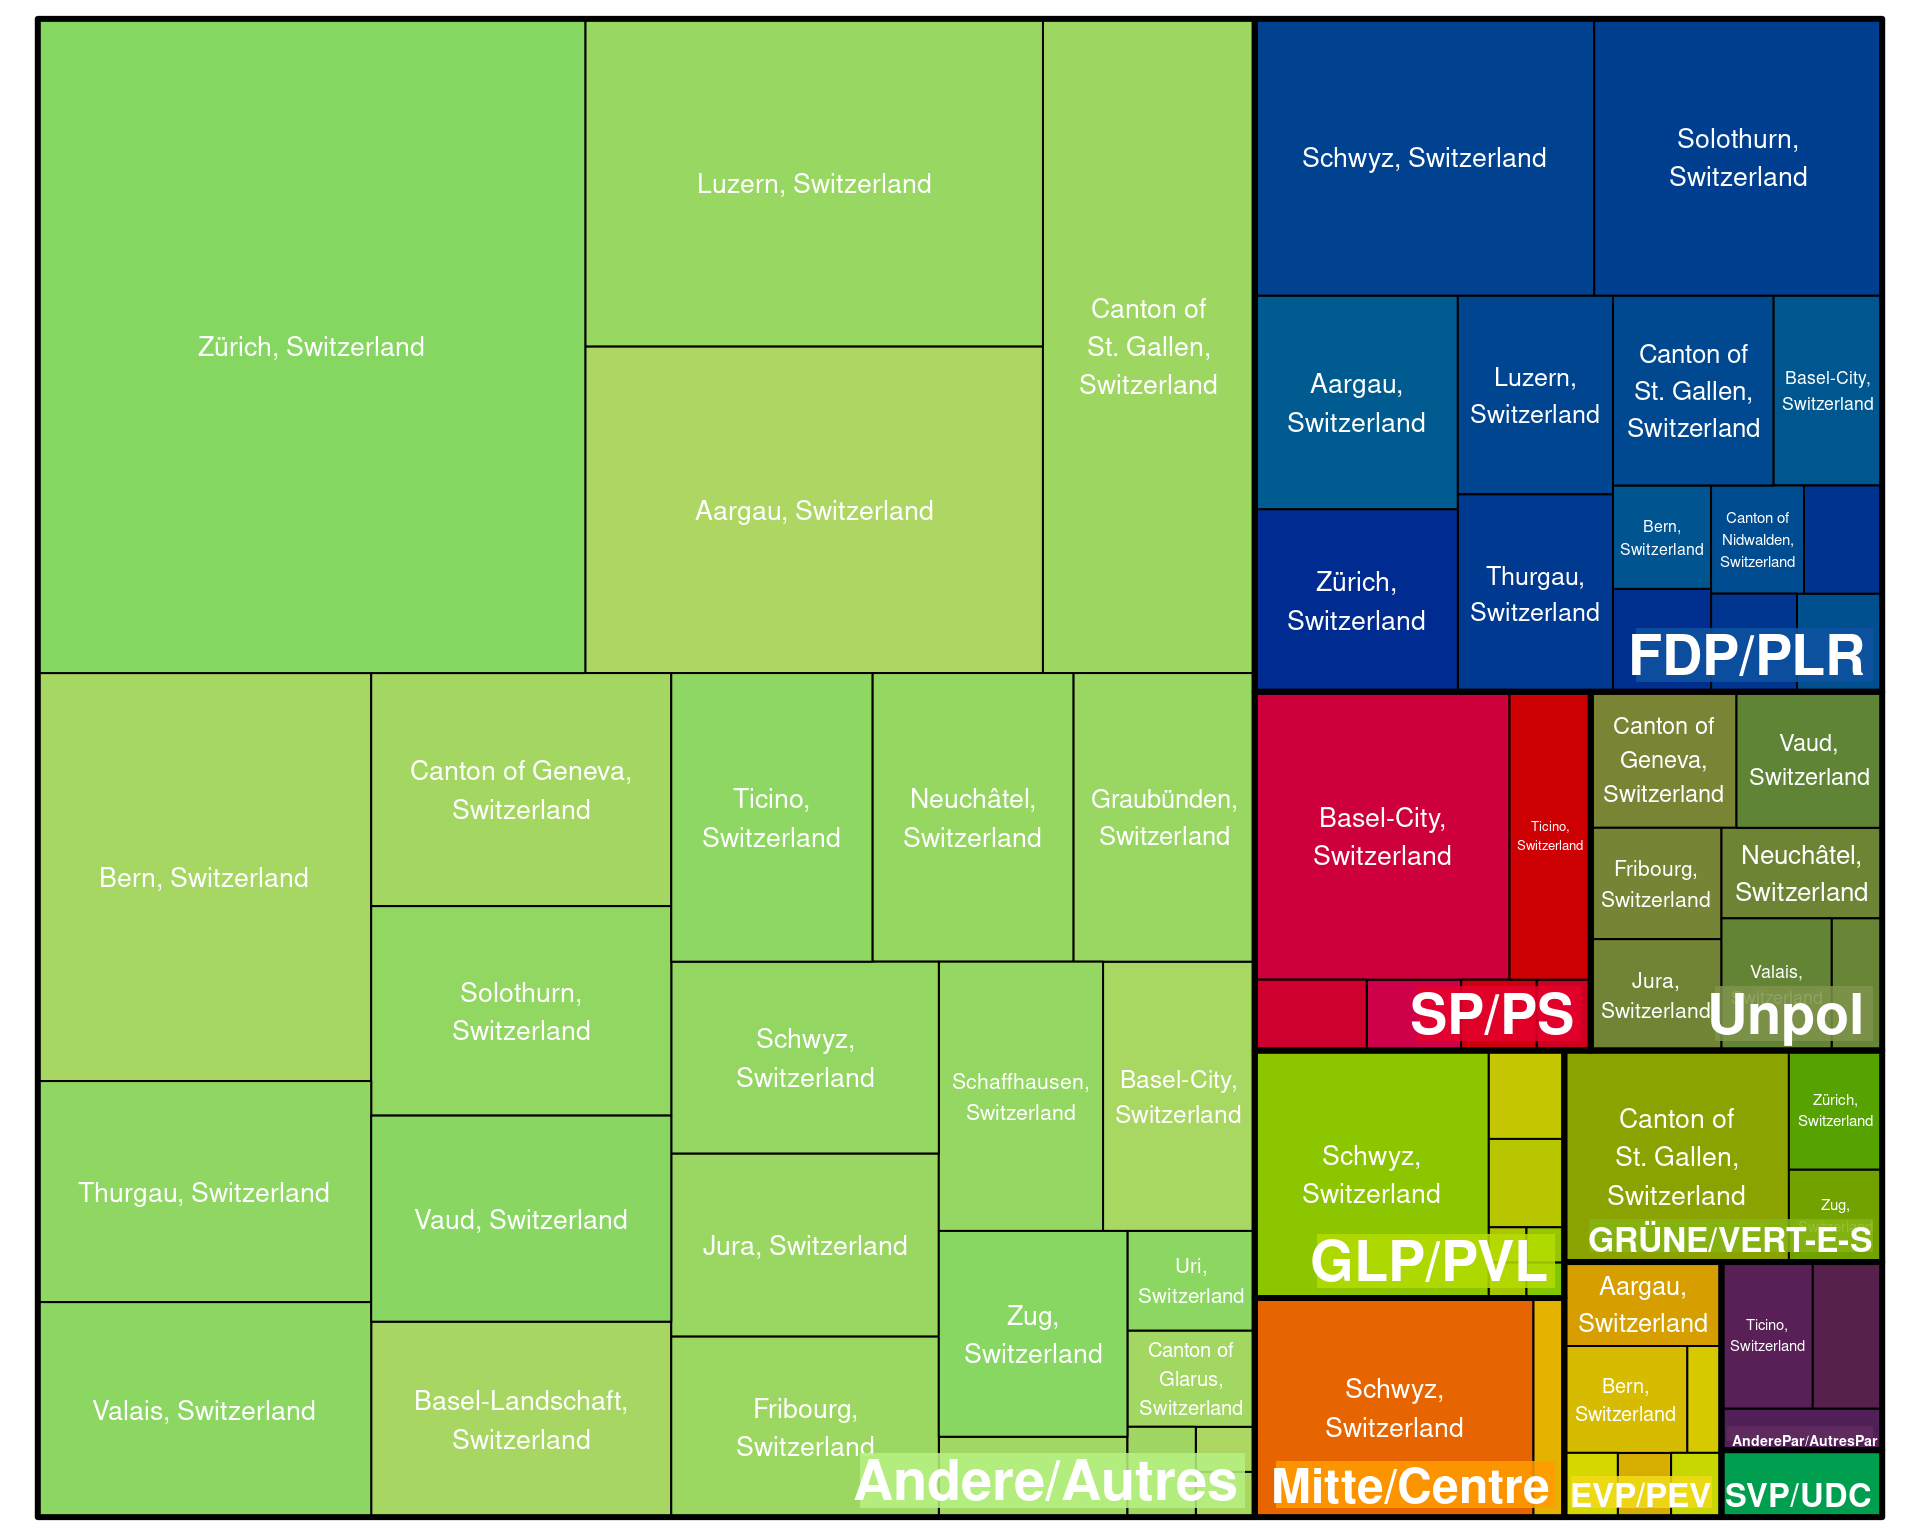 Zürich, Switzerland
Luzern, Switzerland
Aargau, Switzerland
Canton of
St. Gallen,
Switzerland
Bern, Switzerland
Thurgau, Switzerland
Valais, Switzerland
Canton of Geneva,
Switzerland
Solothurn,
Switzerland
Vaud, Switzerland
Basel-Landschaft,
Switzerland
Ticino,
Switzerland
Neuchâtel,
Switzerland
Graubünden,
Switzerland
Schwyz,
Switzerland
Jura, Switzerland
Fribourg,
Switzerland
Schaffhausen,
Switzerland
Basel-City,
Switzerland
Zug,
Switzerland
Uri,
Switzerland
Canton of
Glarus,
Switzerland
Andere/Autres
Schwyz, Switzerland
Solothurn,
Switzerland
Aargau,
Switzerland
Zürich,
Switzerland
Luzern,
Switzerland
Thurgau,
Switzerland
Canton of
St. Gallen,
Switzerland
Basel-City,
Switzerland
Bern,
Switzerland
Canton of
Nidwalden,
Switzerland
FDP/PLR
Basel-City,
Switzerland
Ticino,
Switzerland
SP/PS
Canton of
Geneva,
Switzerland
Vaud,
Switzerland
Fribourg,
Switzerland
Neuchâtel,
Switzerland
Jura,
Switzerland
Valais,
Switzerland
Unpol
Schwyz,
Switzerland
GLP/PVL
Canton of
St. Gallen,
Switzerland
Zürich,
Switzerland
Zug,
Switzerland
GRÜNE/VERT-E-S
Schwyz,
Switzerland
Mitte/Centre
Aargau,
Switzerland
Bern,
Switzerland
EVP/PEV
Ticino,
Switzerland
AnderePar/AutresPar
SVP/UDC